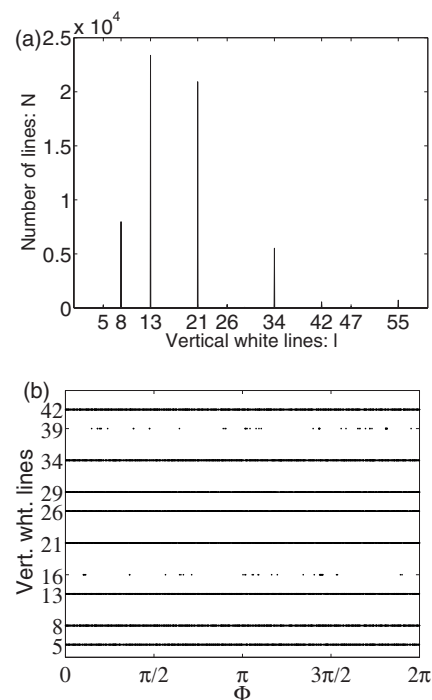 (a)
x 10⁴
2.5
2
1.5
1
0.5
0
Number of lines: N
5 8 13 21 26 34 42 47 55
Vertical white lines: I
(b)
42
39
34
29
26
21
16
13
8
5
Vert. wht. lines
0 π/2 π 3π/2 2π
Φ